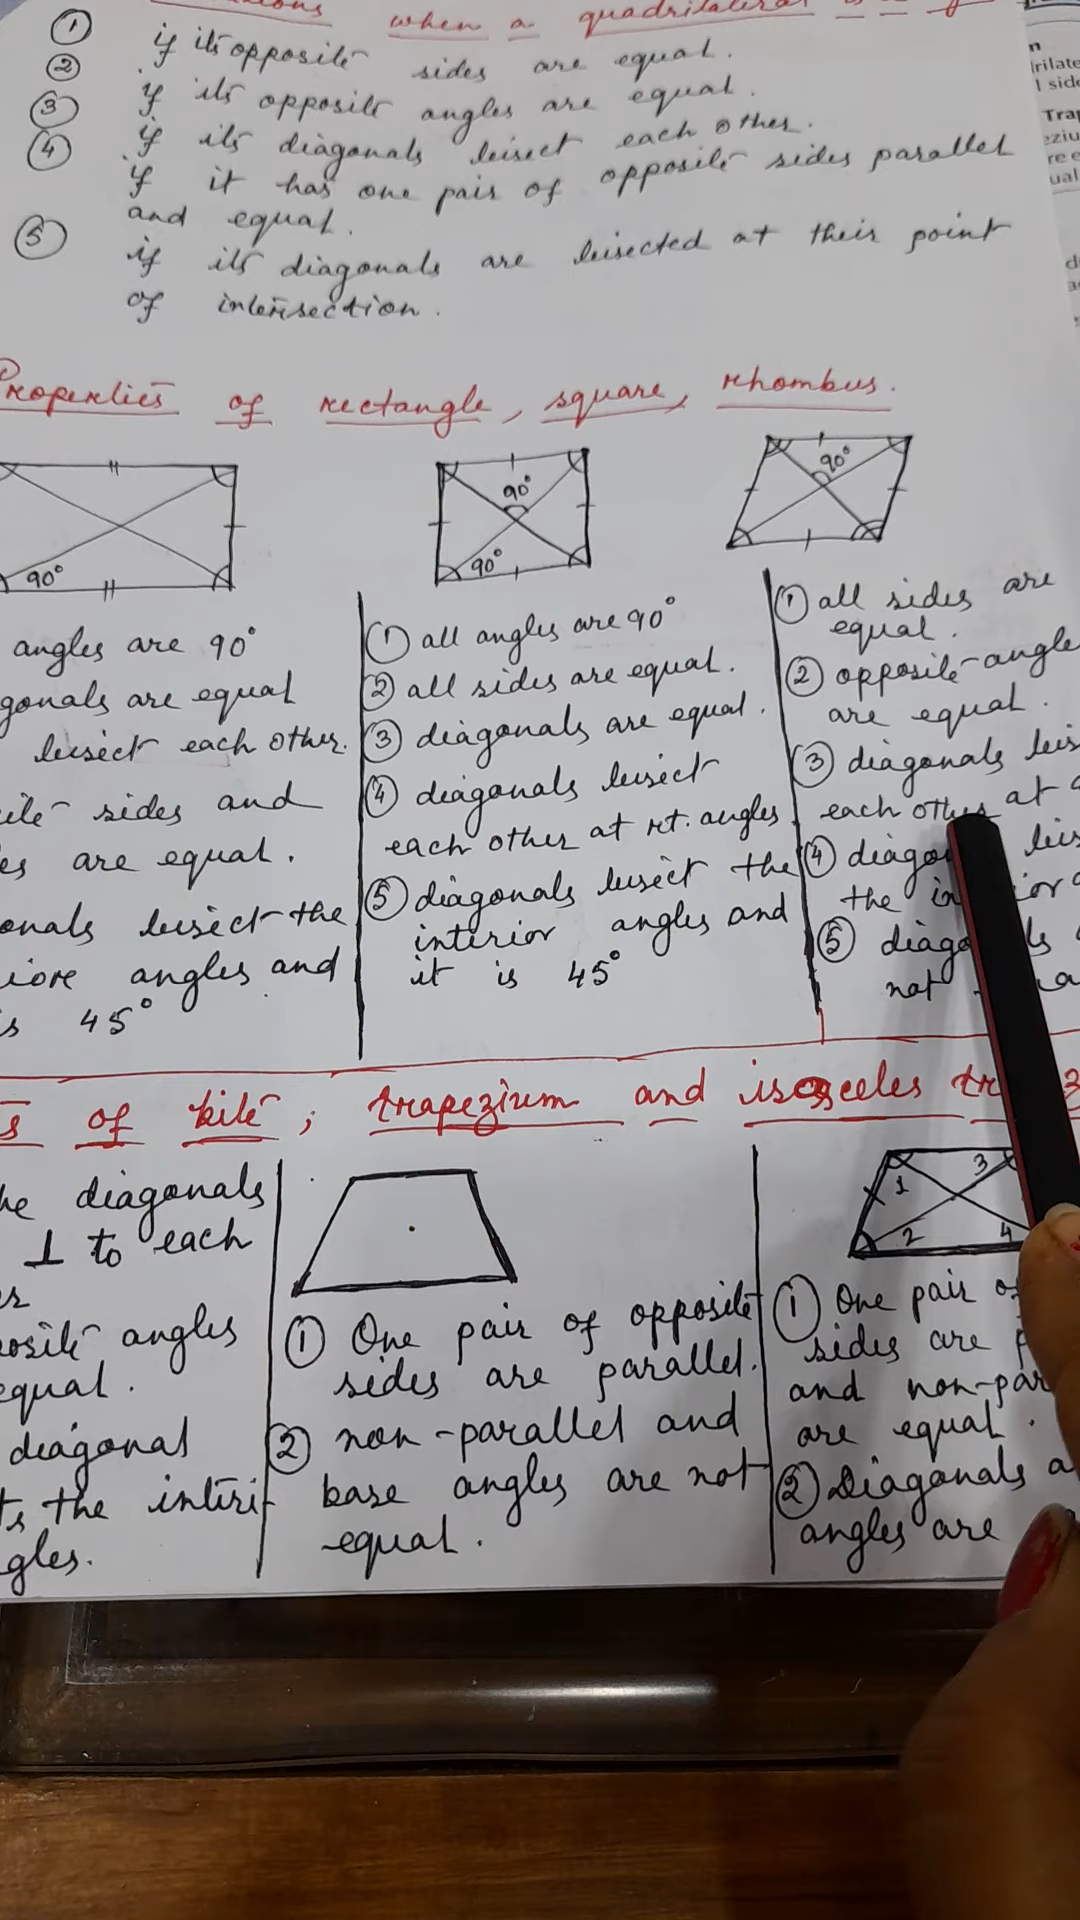 when a quadrilateral is
① if its opposite sides are equal.
② if its opposite angles are equal.
③ if its diagonals bisect each other.
④ if it has one pair of opposite sides parallel
and equal.
⑤ if its diagonals are bisected at their point
of intersection.
Properties of rectangle, square, rhombus.
90°
90°
90°
90°
angles are 90°
are equal
bisect each other.
sides and
are equal.
bisect the
angles and
45°
① all angles are 90°
② all sides are equal.
③ diagonals are equal.
④ diagonals bisect
each other at rt. angles.
⑤ diagonals bisect the
interior angles and
it is 45°
① all sides are
equal.
② opposite angle
are equal.
③ diagonals bis
each other at
④
the
⑤
not
of kite, trapezium and isosceles
diagonals
⊥ to each
angles
equal.
diagonal
the interi
① One pair of opposite
sides are parallel.
② non-parallel and
base angles are not
equal.
1
2
3
4
① One pair
sides are
and non-par
are equal.
② Diagonals
angles are